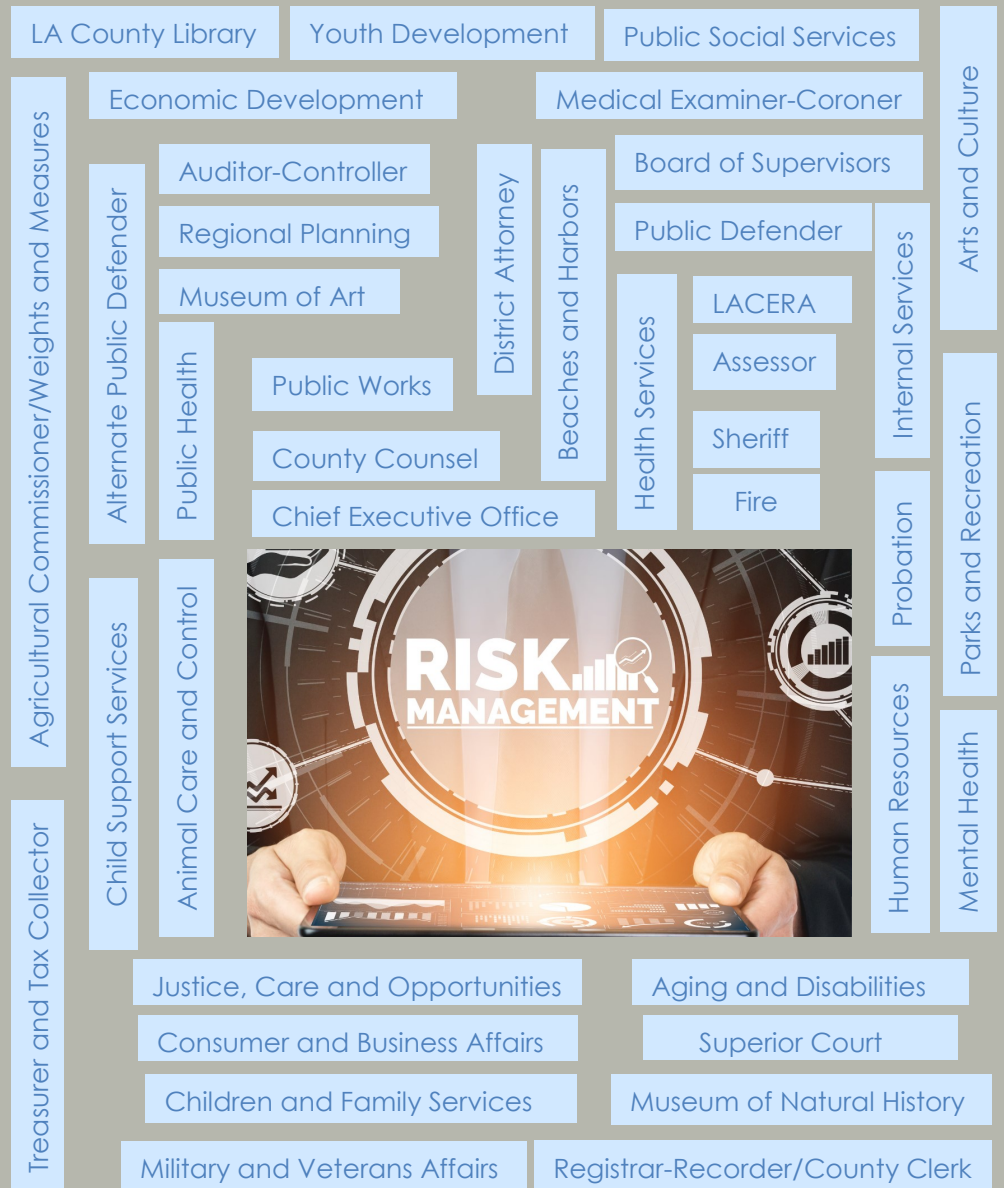 LA County Library
Youth Development
Public Social Services
Arts and Culture
Economic Development
Medical Examiner-Coroner
Agricultural Commissioner/Weights and Measures
Alternate Public Defender
Auditor-Controller
District Attorney
Beaches and Harbors
Board of Supervisors
Regional Planning
Public Defender
Internal Services
Museum of Art
Health Services
LACERA
Public Health
Assessor
Public Works
Parks and Recreation
Sheriff
County Counsel
Fire
Probation
Chief Executive Office
Child Support Services
Animal Care and Control
RISK
MANAGEMENT
Human Resources
Mental Health
Treasurer and Tax Collector
Justice, Care and Opportunities
Aging and Disabilities
Consumer and Business Affairs
Superior Court
Children and Family Services
Museum of Natural History
Military and Veterans Affairs
Registrar-Recorder/County Clerk